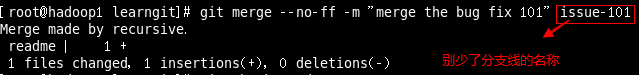 [ root@hadoop1 learngit]# git merge --no-ff -m "merge the bug fix 101" issue-101
Merge made by recursive.
readme | 1 +
1 files changed, 1 insertions(+), 0 deletions(-)
别少了分支线的名称